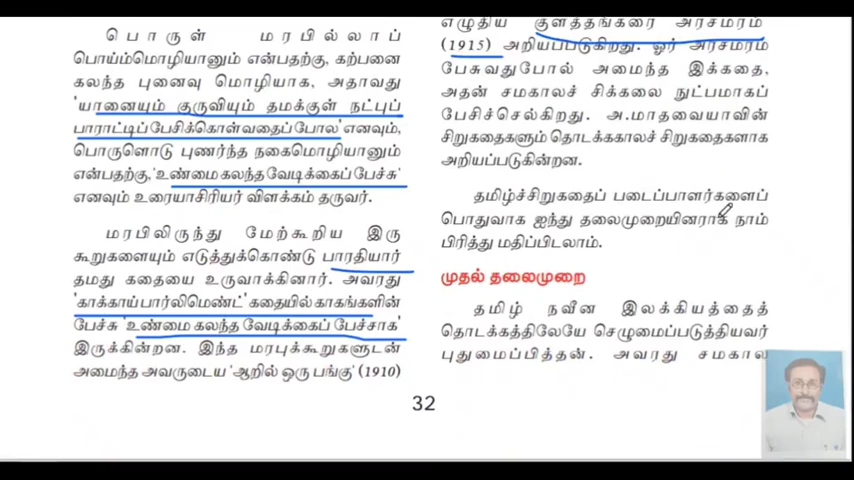 பொருள் மரபில்லாப்
பொய்ம்மொழியானும் என்பதற்கு, கற்பனை
கலந்த புனைவு மொழியாக, அதாவது
'யானையும் குருவியும் தமக்குள் நட்புப்
பாராட்டிப்பேசிக்கொள்வதைப்போல' எனவும்,
பொருளொடு புணர்ந்த நகைமொழியானும்
என்பதற்கு, 'உண்மைகலந்தவேடிக்கைப்பேச்சு'
எனவும் உரையாசிரியர் விளக்கம் தருவர்.
மரபிலிருந்து மேற்கூறிய இரு
கூறுகளையும் எடுத்துக்கொண்டு பாரதியார்
தமது கதையை உருவாக்கினார். அவரது
'காக்காய்பார்லிமெண்ட்' கதையில் காகங்களின்
பேச்சு 'உண்மை கலந்த வேடிக்கைப் பேச்சாக'
இருக்கின்றன. இந்த மரபுக்கூறுகளுடன்
அமைந்த அவருடைய 'ஆறில் ஒரு பங்கு' (1910)
எழுதிய குளத்தங்கரை அரசமரம்
(1915) அறியப்படுகிறது. ஓர் அரசமரம்
பேசுவதுபோல் அமைந்த இக்கதை,
அதன் சமகாலச் சிக்கலை நுட்பமாகப்
பேசிச்செல்கிறது. அ.மாதவையாவின்
சிறுகதைகளும் தொடக்ககாலச் சிறுகதைகளாக
அறியப்படுகின்றன.
தமிழ்ச்சிறுகதைப் படைப்பாளர்களைப்
பொதுவாக ஐந்து தலைமுறையினராக நாம்
பிரித்து மதிப்பிடலாம்.
முதல் தலைமுறை
தமிழ் நவீன இலக்கியத்தைத்
தொடக்கத்திலேயே செழுமைப்படுத்தியவர்
புதுமைப்பித்தன். அவரது சமகால
32